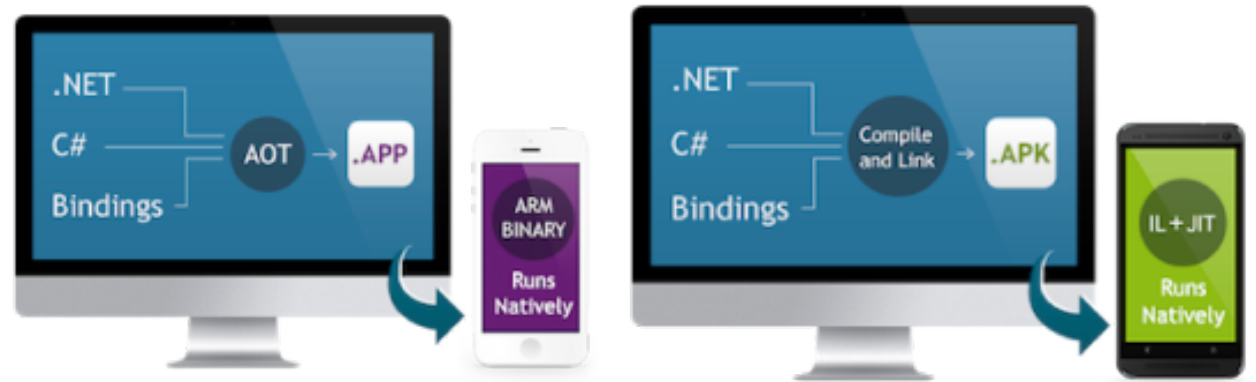 .NET
C#
Bindings
AOT
.APP
ARM
BINARY
Runs
Natively
.NET
C#
Bindings
Compile
and Link
.APK
IL+JIT
Runs
Natively